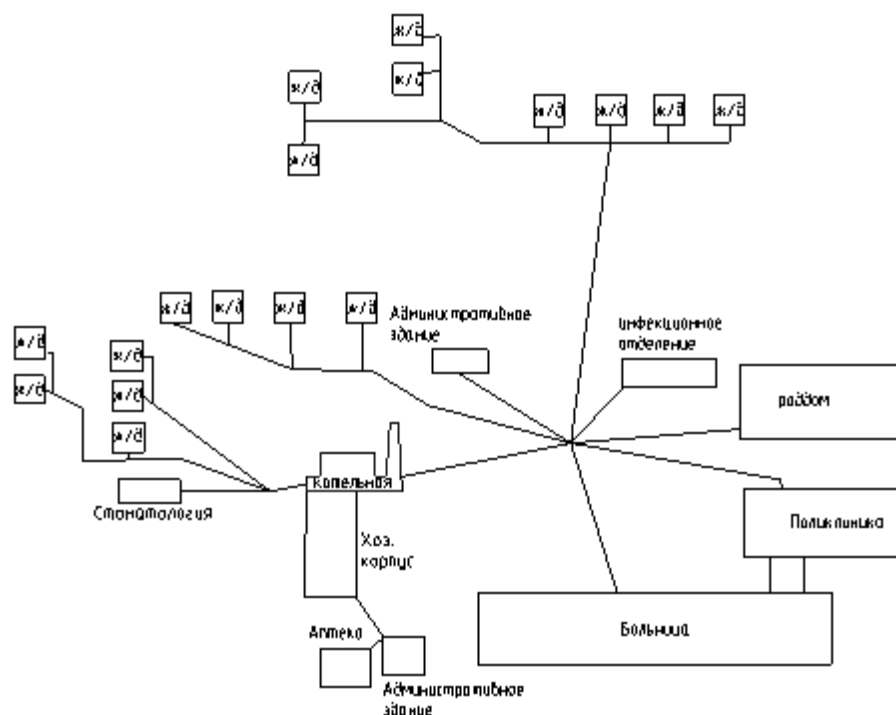 ж/д
ж/д
ж/д
ж/д
ж/д
ж/д
ж/д
ж/д
ж/д
ж/д
ж/д
ж/д
Административное
здание
инфекционное
отделение
ж/д
ж/д
ж/д
ж/д
ж/д
роддом
Котельная
Стоматология
Поликлиника
Хоз.
корпус
Больница
Аптека
Административное
здание